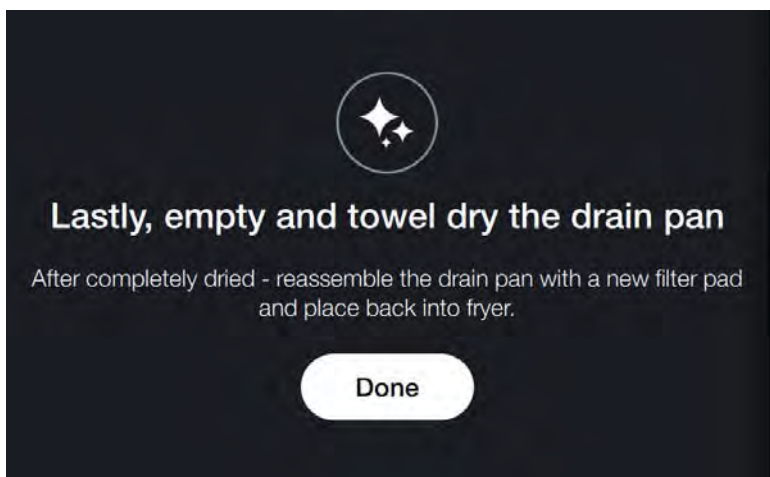 Lastly, empty and towel dry the drain pan
After completely dried - reassemble the drain pan with a new filter pad
and place back into fryer.
Done